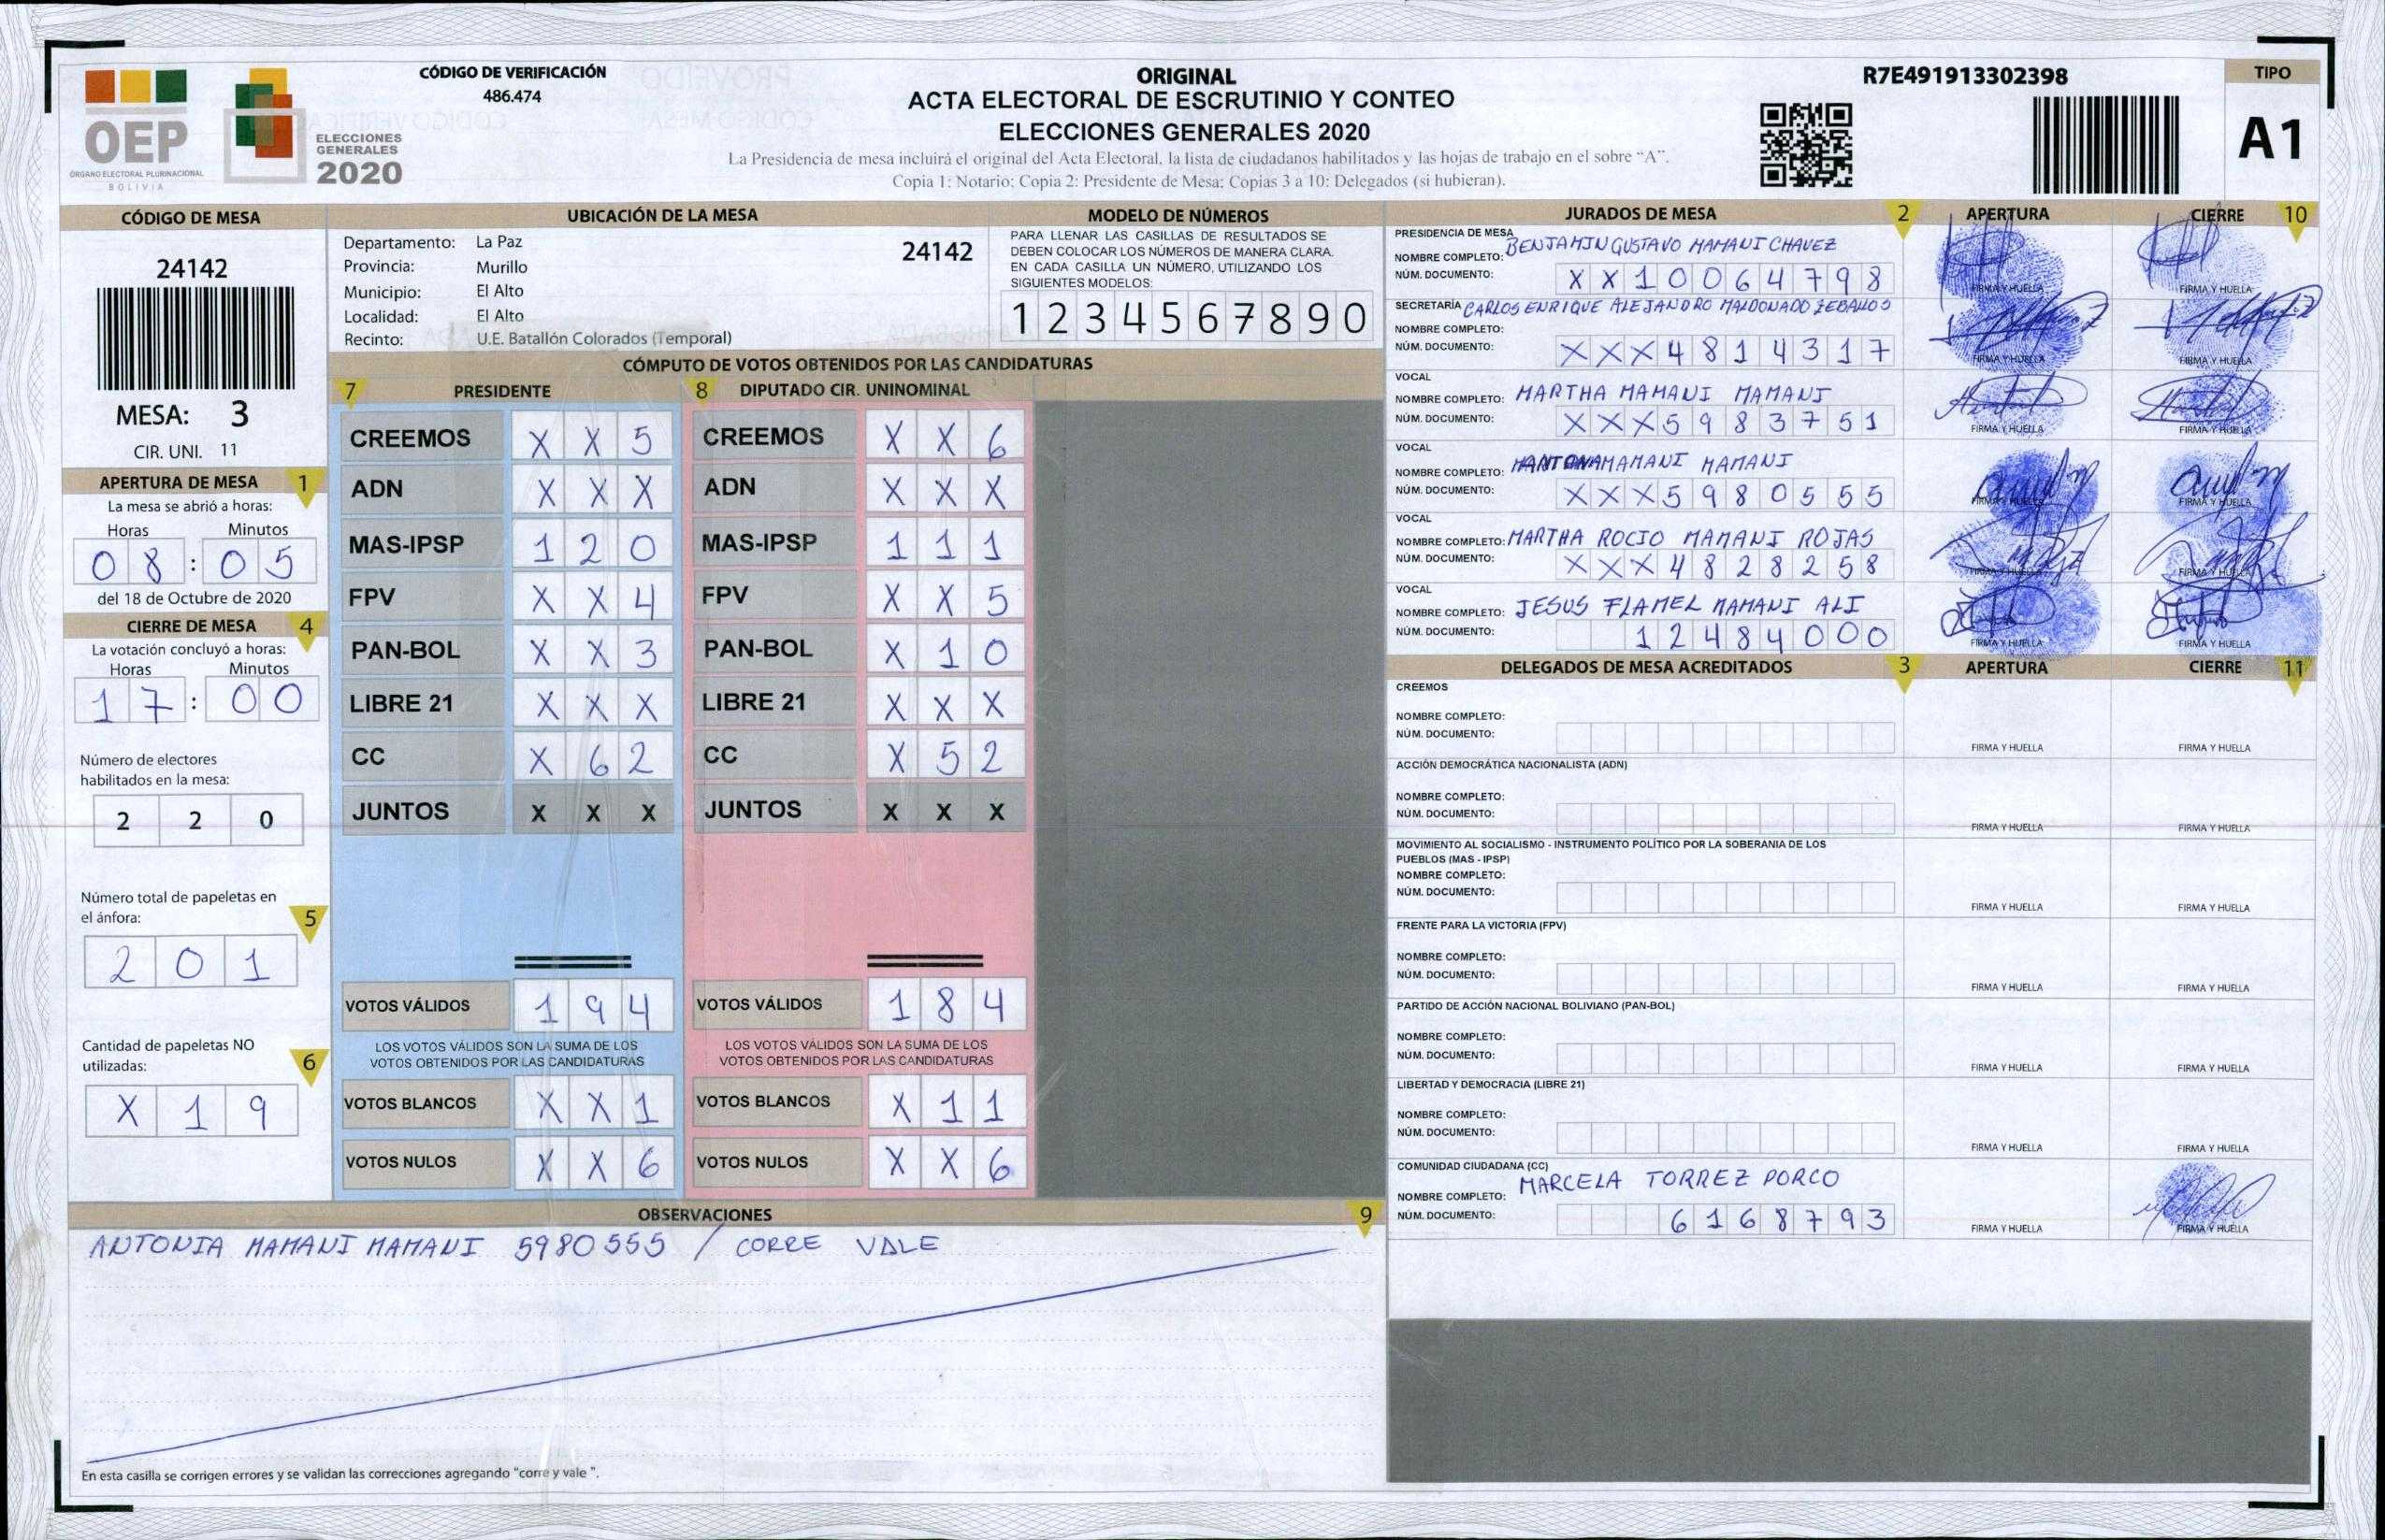 OEP
ÓRGANO ELECTORAL PLURINACIONAL
BOLIVIA
ELECCIONES
GENERALES
2020
CÓDIGO DE VERIFICACIÓN
486.474
ORIGINAL
ACTA ELECTORAL DE ESCRUTINIO Y CONTEO
ELECCIONES GENERALES 2020
La Presidencia de mesa incluirá el original del Acta Electoral, la lista de ciudadanos habilitados y las hojas de trabajo en el sobre "A".
Copia 1: Notario; Copia 2: Presidente de Mesa; Copias 3 a 10: Delegados (si hubieran).
R7E491913302398
TIPO
A1
CÓDIGO DE MESA
24142
MESA: 3
CIR. UNI. 11
APERTURA DE MESA 1
La mesa se abrió a horas:
Horas Minutos
08:05
del 18 de Octubre de 2020
CIERRE DE MESA 4
La votación concluyó a horas:
Horas Minutos
17:00
Número de electores
habilitados en la mesa:
2 2 0
Número total de papeletas en
el ánfora: 5
2 0 1
Cantidad de papeletas NO
utilizadas: 6
X 1 9
UBICACIÓN DE LA MESA
Departamento: La Paz 24142
Provincia: Murillo
Municipio: El Alto
Localidad: El Alto
Recinto: U.E. Batallón Colorados (Temporal)
MODELO DE NÚMEROS
PARA LLENAR LAS CASILLAS DE RESULTADOS SE
DEBEN COLOCAR LOS NÚMEROS DE MANERA CLARA.
EN CADA CASILLA UN NÚMERO, UTILIZANDO LOS
SIGUIENTES MODELOS:
1 2 3 4 5 6 7 8 9 0
CÓMPUTO DE VOTOS OBTENIDOS POR LAS CANDIDATURAS
7 PRESIDENTE 8 DIPUTADO CIR. UNINOMINAL
CREEMOS X X 5 CREEMOS X X 6
ADN X X X ADN X X X
MAS-IPSP 1 2 0 MAS-IPSP 1 1 1
FPV X X 4 FPV X X 5
PAN-BOL X X 3 PAN-BOL X 1 0
LIBRE 21 X X X LIBRE 21 X X X
CC X 6 2 CC X 5 2
JUNTOS X X X JUNTOS X X X
VOTOS VÁLIDOS 1 9 4 VOTOS VÁLIDOS 1 8 4
LOS VOTOS VÁLIDOS SON LA SUMA DE LOS LOS VOTOS VÁLIDOS SON LA SUMA DE LOS
VOTOS OBTENIDOS POR LAS CANDIDATURAS VOTOS OBTENIDOS POR LAS CANDIDATURAS
VOTOS BLANCOS X X 1 VOTOS BLANCOS X 1 1
VOTOS NULOS X X 6 VOTOS NULOS X X 6
OBSERVACIONES 9
ANTONIA MAMANI MAMANI 5980555 / CORRE VALE
En esta casilla se corrigen errores y se validan las correcciones agregando "corre y vale ".
JURADOS DE MESA 2 APERTURA CIERRE 10
PRESIDENCIA DE MESA
NOMBRE COMPLETO: BENJAMIN GUSTAVO MAMANI CHAVEZ
NÚM. DOCUMENTO: X X 1 0 0 6 4 7 9 8
FIRMA Y HUELLA FIRMA Y HUELLA
SECRETARÍA CARLOS ENRIQUE ALEJANDRO MALDONADO ZEBALLOS
NOMBRE COMPLETO:
NÚM. DOCUMENTO: X X X 4 8 1 4 3 1 7
FIRMA Y HUELLA FIRMA Y HUELLA
VOCAL
NOMBRE COMPLETO: MARTHA MAMANI MAMANI
NÚM. DOCUMENTO: X X X 5 9 8 3 7 5 1
FIRMA Y HUELLA FIRMA Y HUELLA
VOCAL
NOMBRE COMPLETO: MAMANI MAMANI
NÚM. DOCUMENTO: X X X 5 9 8 0 5 5 5
FIRMA Y HUELLA FIRMA Y HUELLA
VOCAL
NOMBRE COMPLETO: MARTHA ROCIO MAMANI ROJAS
NÚM. DOCUMENTO: X X X 4 8 2 8 2 5 8
FIRMA Y HUELLA FIRMA Y HUELLA
VOCAL
NOMBRE COMPLETO: JESUS FLAMEL MAMANI ALI
NÚM. DOCUMENTO: 1 2 4 8 4 0 0 0
FIRMA Y HUELLA FIRMA Y HUELLA
DELEGADOS DE MESA ACREDITADOS 3 APERTURA CIERRE 11
CREEMOS
NOMBRE COMPLETO:
NÚM. DOCUMENTO:
FIRMA Y HUELLA FIRMA Y HUELLA
ACCIÓN DEMOCRÁTICA NACIONALISTA (ADN)
NOMBRE COMPLETO:
NÚM. DOCUMENTO:
FIRMA Y HUELLA FIRMA Y HUELLA
MOVIMIENTO AL SOCIALISMO - INSTRUMENTO POLÍTICO POR LA SOBERANIA DE LOS
PUEBLOS (MAS - IPSP)
NOMBRE COMPLETO:
NÚM. DOCUMENTO:
FIRMA Y HUELLA FIRMA Y HUELLA
FRENTE PARA LA VICTORIA (FPV)
NOMBRE COMPLETO:
NÚM. DOCUMENTO:
FIRMA Y HUELLA FIRMA Y HUELLA
PARTIDO DE ACCIÓN NACIONAL BOLIVIANO (PAN-BOL)
NOMBRE COMPLETO:
NÚM. DOCUMENTO:
FIRMA Y HUELLA FIRMA Y HUELLA
LIBERTAD Y DEMOCRACIA (LIBRE 21)
NOMBRE COMPLETO:
NÚM. DOCUMENTO:
FIRMA Y HUELLA FIRMA Y HUELLA
COMUNIDAD CIUDADANA (CC)
NOMBRE COMPLETO: MARCELA TORREZ PORCO
NÚM. DOCUMENTO: 6 1 6 8 7 9 3
FIRMA Y HUELLA FIRMA Y HUELLA